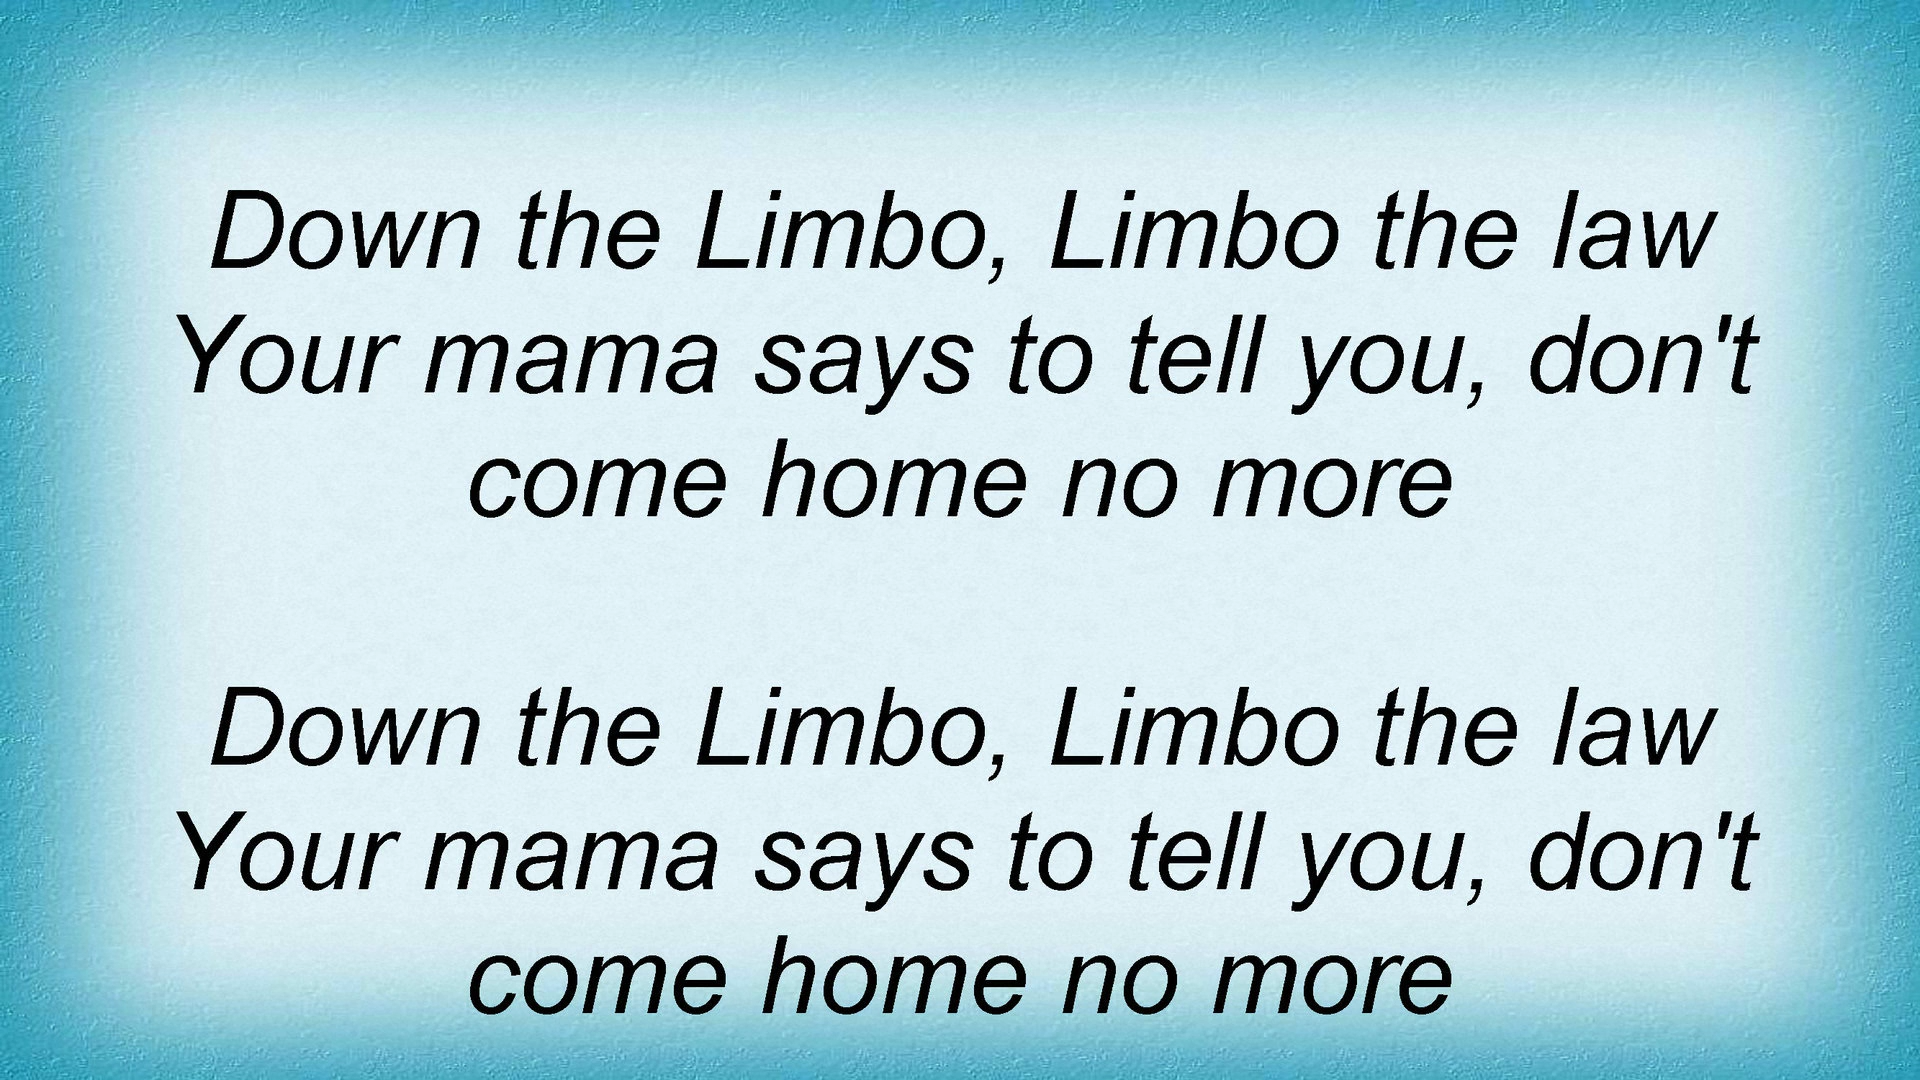 Down the Limbo, Limbo the law
Your mama says to tell you, don't
come home no more
Down the Limbo, Limbo the law
Your mama says to tell you, don't
come home no more